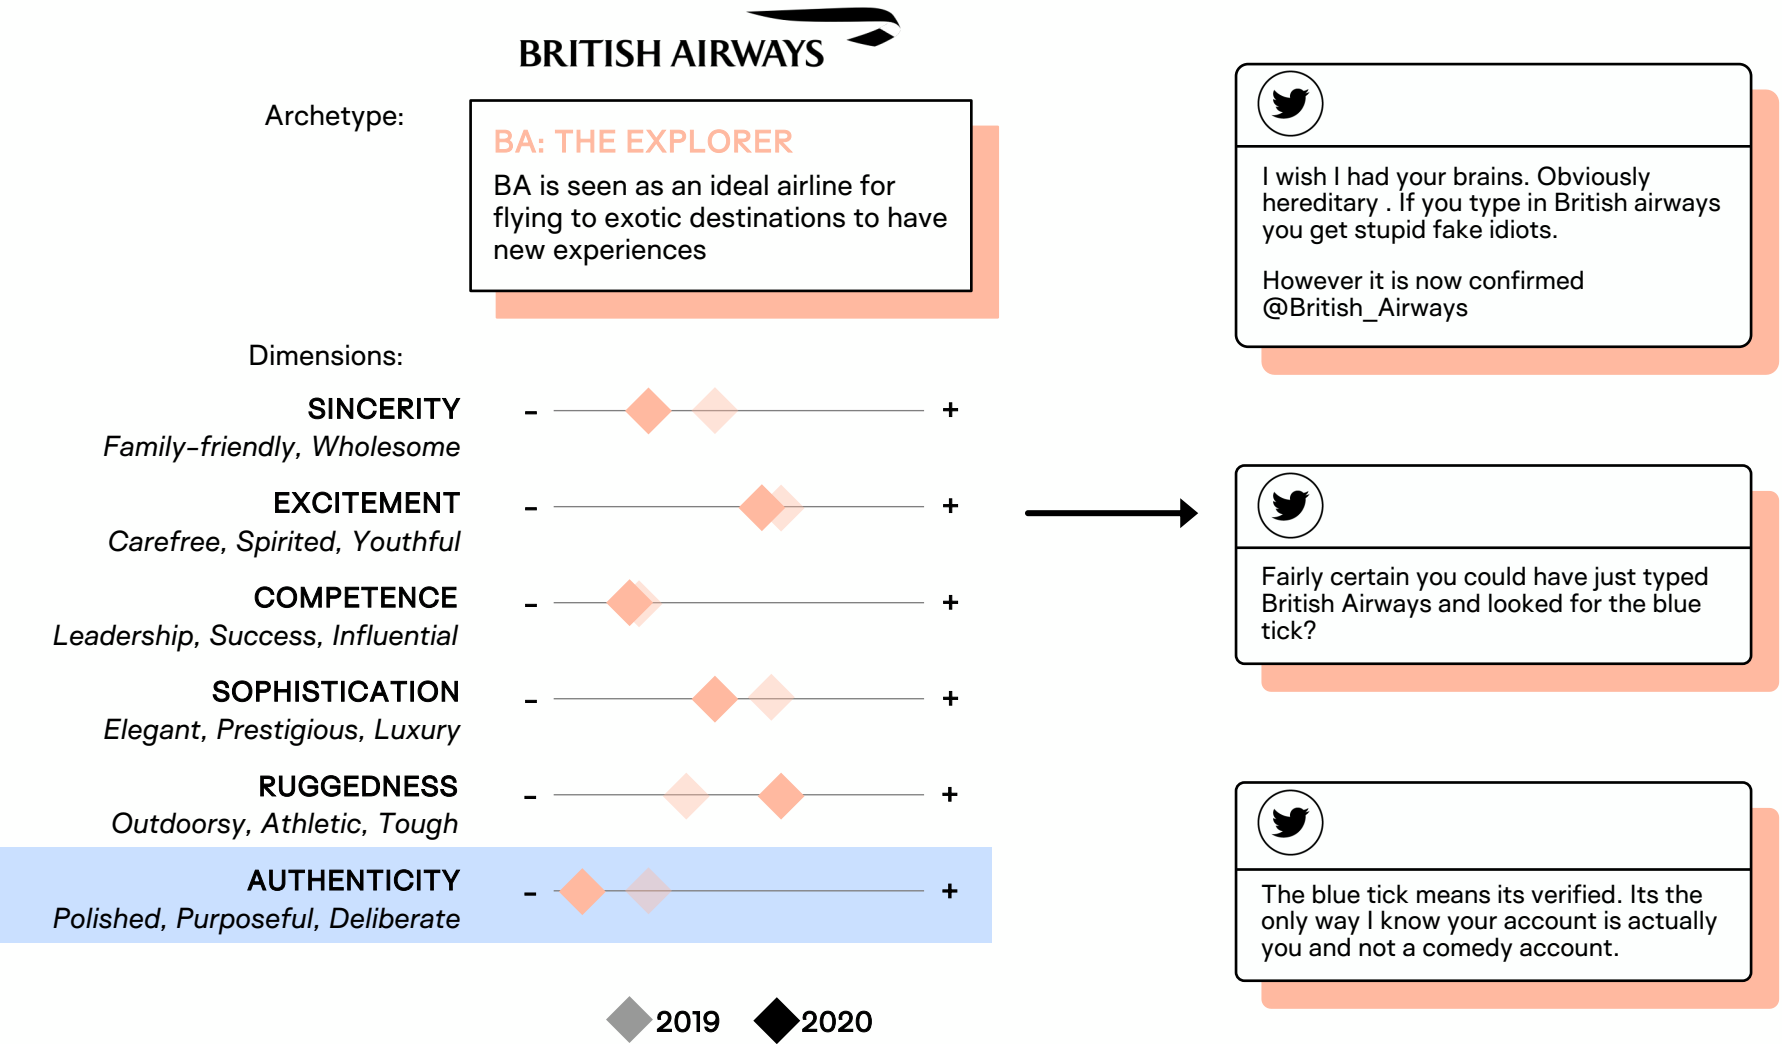 BRITISH AIRWAYS
Archetype:
BA: THE EXPLORER
BA is seen as an ideal airline for
flying to exotic destinations to have
new experiences
Dimensions:
SINCERITY
- +
Family-friendly, Wholesome
EXCITEMENT
- +
Carefree, Spirited, Youthful
COMPETENCE
- +
Leadership, Success, Influential
SOPHISTICATION
- +
Elegant, Prestigious, Luxury
RUGGEDNESS
- +
Outdoorsy, Athletic, Tough
AUTHENTICITY
- +
Polished, Purposeful, Deliberate
2019 2020
I wish I had your brains. Obviously
hereditary . If you type in British airways
you get stupid fake idiots.
However it is now confirmed
@British_Airways
Fairly certain you could have just typed
British Airways and looked for the blue
tick?
The blue tick means its verified. Its the
only way I know your account is actually
you and not a comedy account.